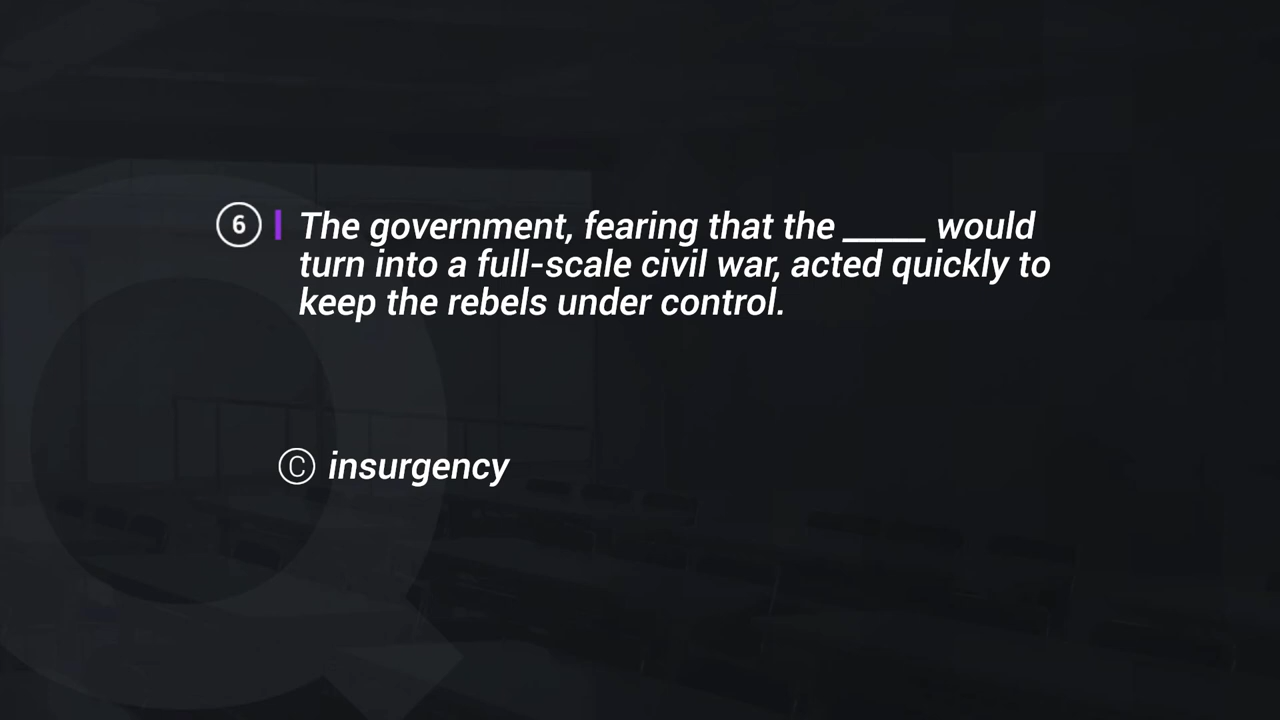 6 The government, fearing that the _____ would
turn into a full-scale civil war, acted quickly to
keep the rebels under control.
C insurgency